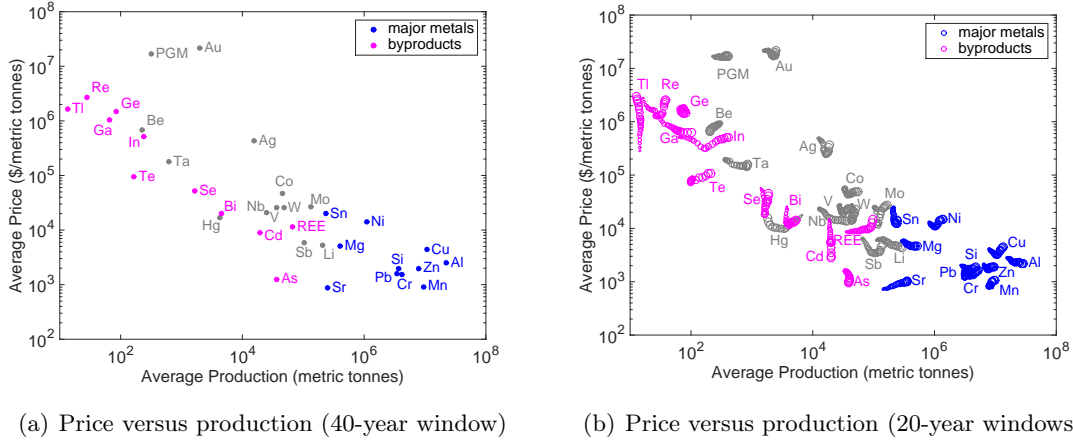 10^8
10^7
10^6
10^5
10^4
10^3
10^2
Average Price ($/metric tonnes)
major metals
byproducts
PGM
Au
Re
Tl
Ge
Ga
Be
In
Ag
Ta
Te
Se
Co
Mo
Bi
Hg
Nb
V
W
Sn
Ni
REE
Cd
Sb
Li
Mg
Cu
Si
Zn
Al
Pb
Cr
As
Sr
Mn
10^2
10^4
10^6
10^8
Average Production (metric tonnes)
(a) Price versus production (40-year window)
10^8
10^7
10^6
10^5
10^4
10^3
10^2
Average Price ($/metric tonnes)
major metals
byproducts
PGM
Au
Tl
Re
Ge
Be
Ga
In
Ag
Ta
Te
Co
Se
Bi
V
W
Mo
Nb
Sn
Ni
Hg
REE
Cd
Sb
Li
Mg
Cu
Si
Al
Pb
Zn
As
Sr
Cr
Mn
10^2
10^4
10^6
10^8
Average Production (metric tonnes)
(b) Price versus production (20-year windows